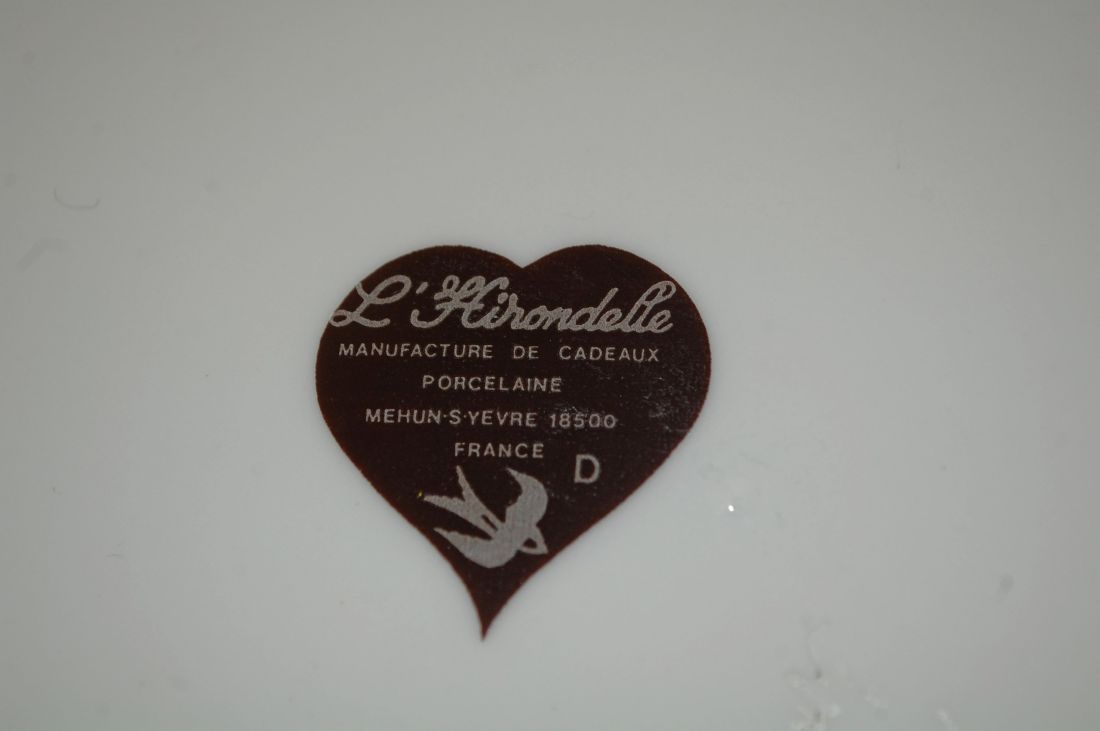 L'Hirondelle
MANUFACTURE DE CADEAUX
PORCELAINE
MEHUN·S·YEVRE 18500
FRANCE
D